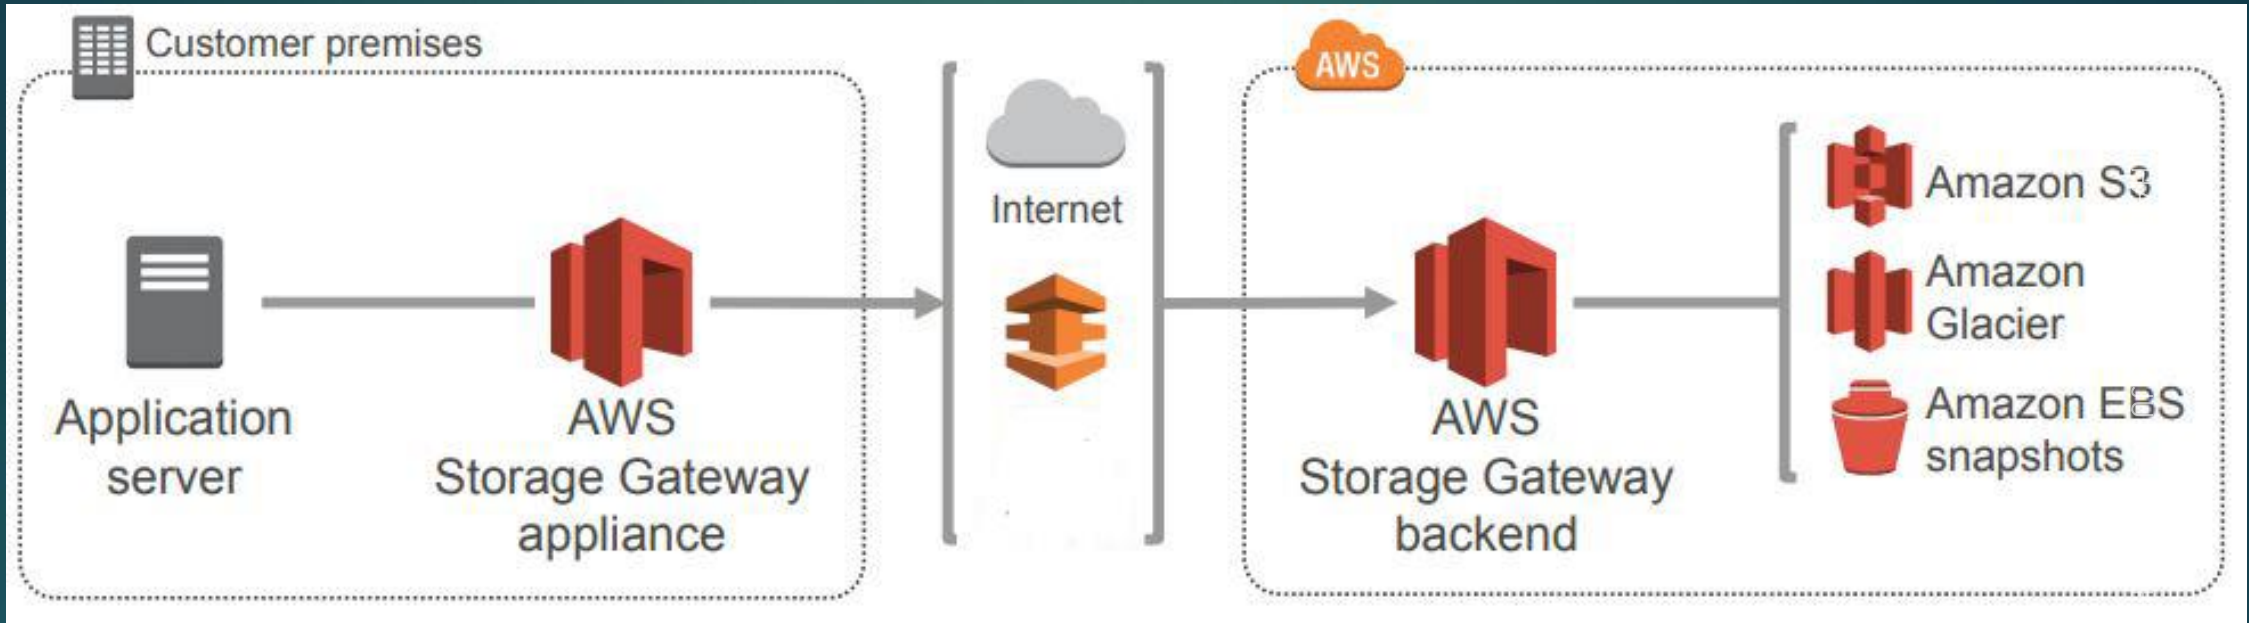 Customer premises
AWS
Internet
Application
server
AWS
Storage Gateway
appliance
AWS
Storage Gateway
backend
Amazon S3
Amazon
Glacier
Amazon EBS
snapshots